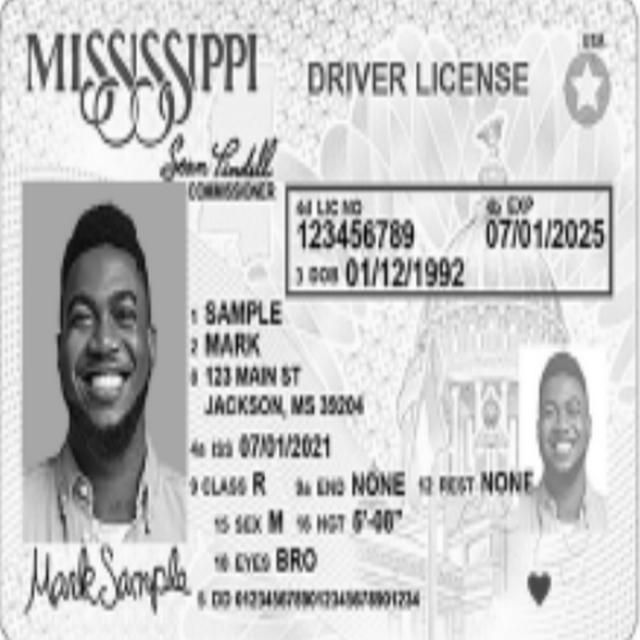 MISSISSIPPI
DRIVER LICENSE
USA
Sean Tindell
COMMISSIONER
4d LIC NO
4b EXP
123456789
07/01/2025
3 DOB 01/12/1992
1 SAMPLE
2 MARK
8 123 MAIN ST
JACKSON, MS 39204
4a ISS 07/01/2021
9 CLASS R 9a END NONE 12 REST NONE
15 SEX M 16 HGT 5'-08"
18 EYES BRO
Mark Sample
5 DD 0123456789012345678901234